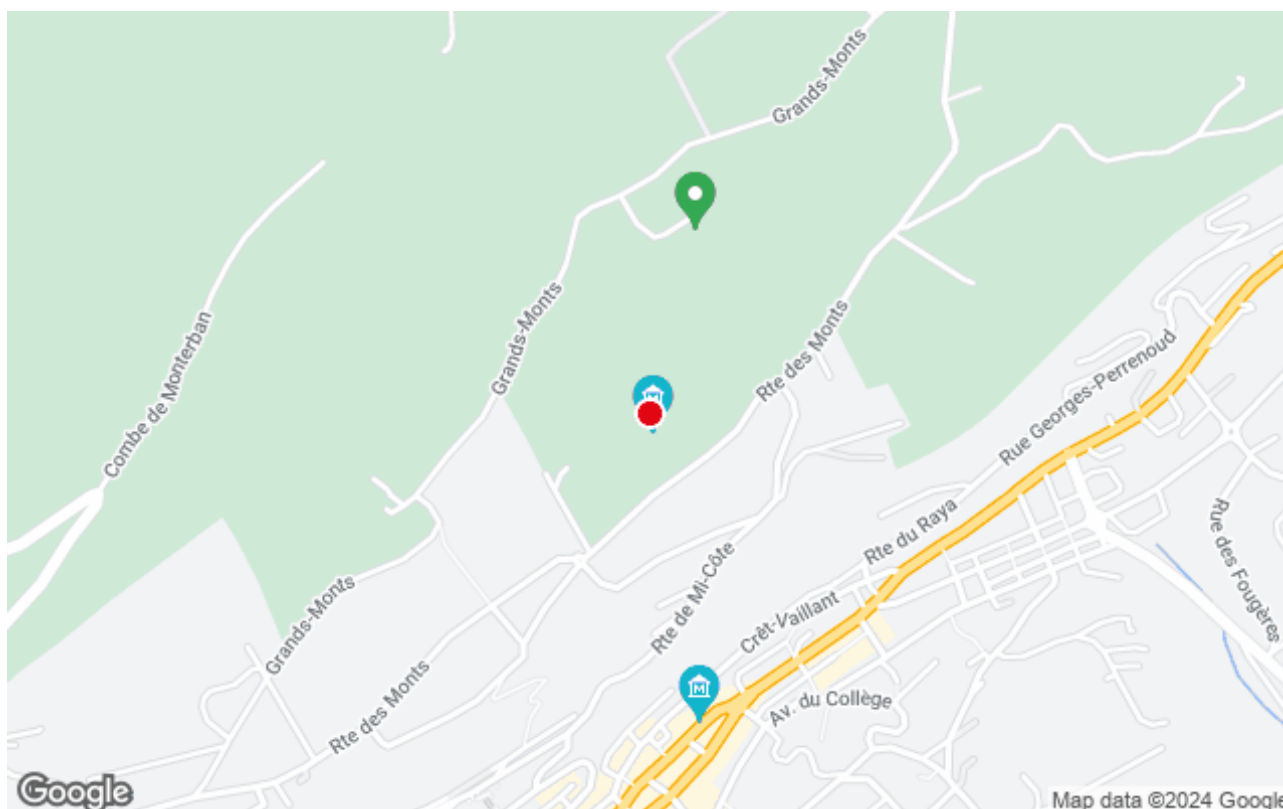 Grands-Monts
Grands-Monts
Rte des Monts
Combe de Monterban
Rue Georges-Perrenoud
Rue des Fougères
Rte du Raya
Rte de Mi-Côte
Crêt-Vaillant
Grands-Monts
Rte des Monts
M
Av. du Collège
Google
Map data ©2024 Google